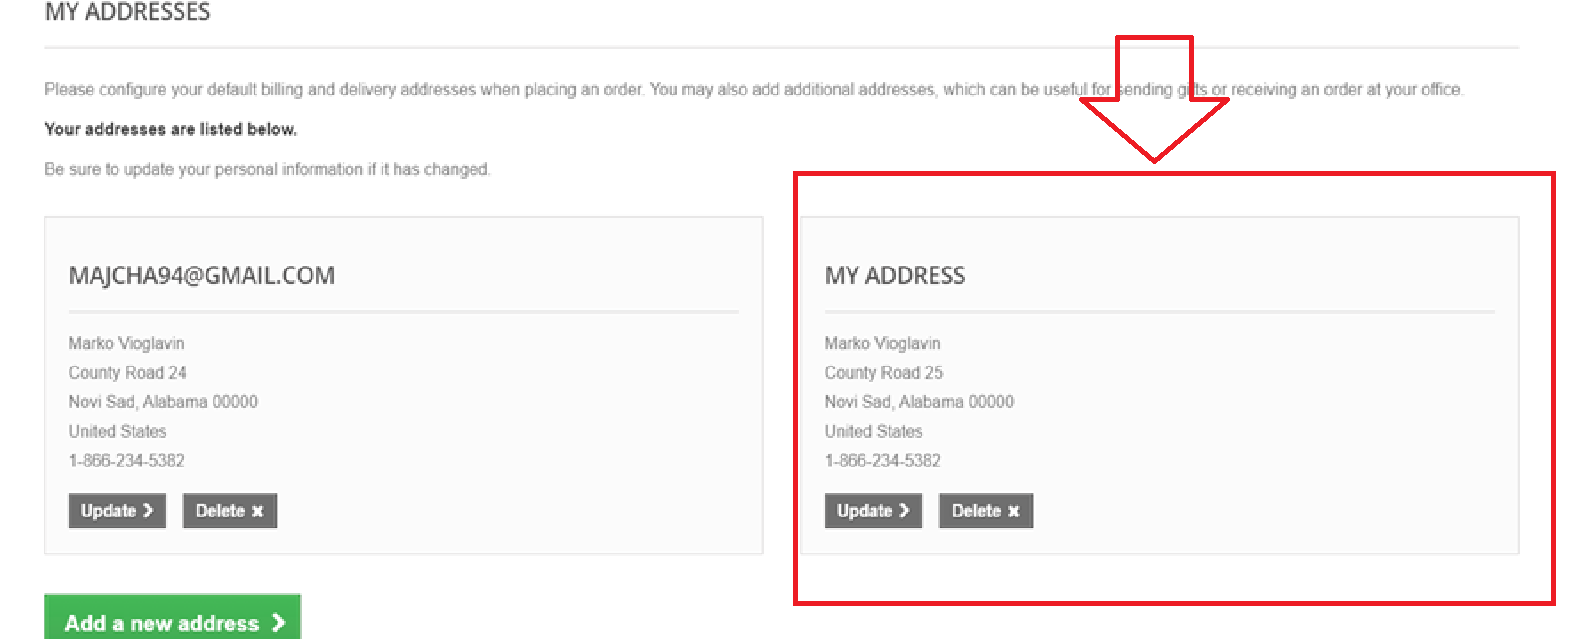 MY ADDRESSES
Please configure your default billing and delivery addresses when placing an order. You may also add additional addresses, which can be useful for sending gifts or receiving an order at your office.
Your addresses are listed below.
Be sure to update your personal information if it has changed.
MAJCHA94@GMAIL.COM
Marko Vioglavin
County Road 24
Novi Sad, Alabama 00000
United States
1-866-234-5382
Update
Delete
MY ADDRESS
Marko Vioglavin
County Road 25
Novi Sad, Alabama 00000
United States
1-866-234-5382
Update
Delete
Add a new address